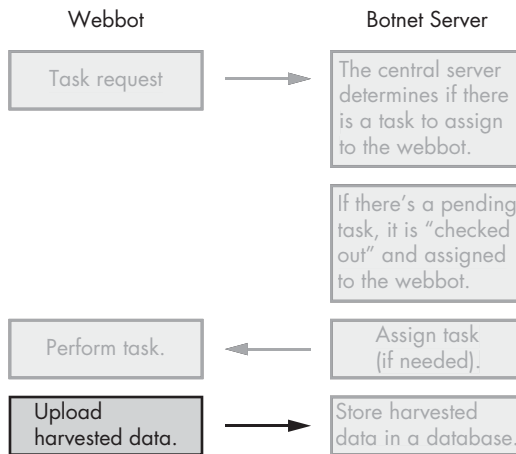 Webbot
Botnet Server
Task request
The central server
determines if there
is a task to assign
to the webbot.
If there's a pending
task, it is “checked
out” and assigned
to the webbot.
Perform task.
Assign task
(if needed).
Upload
harvested data.
Store harvested
data in a database.